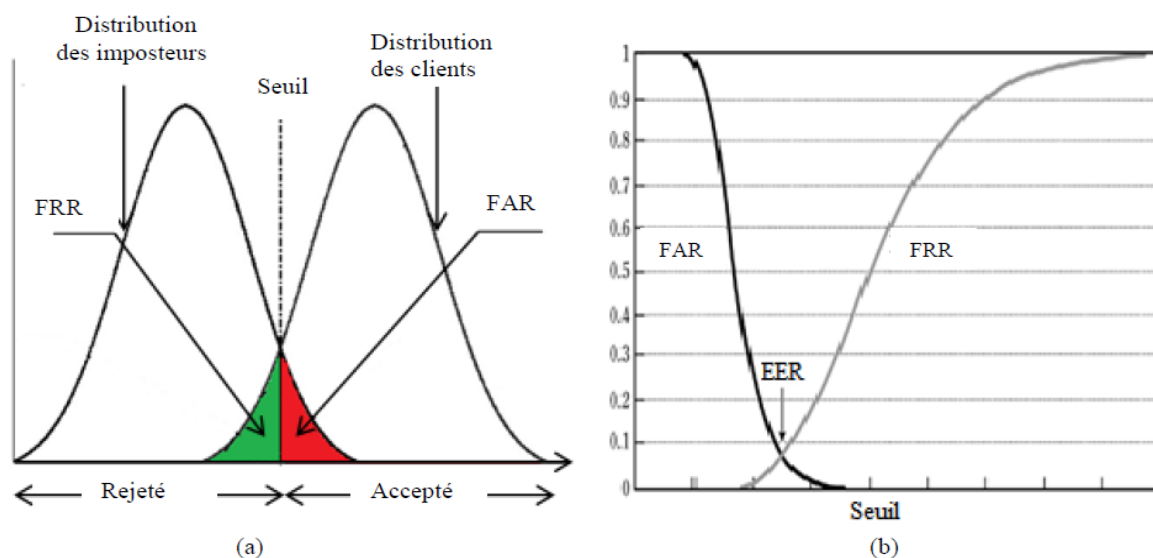 Distribution
des imposteurs
Distribution
des clients
Seuil
FRR
FAR
Rejeté
Accepté
(a)
1
0.9
0.8
0.7
0.6
0.5
0.4
0.3
0.2
0.1
0
FAR
FRR
EER
Seuil
(b)